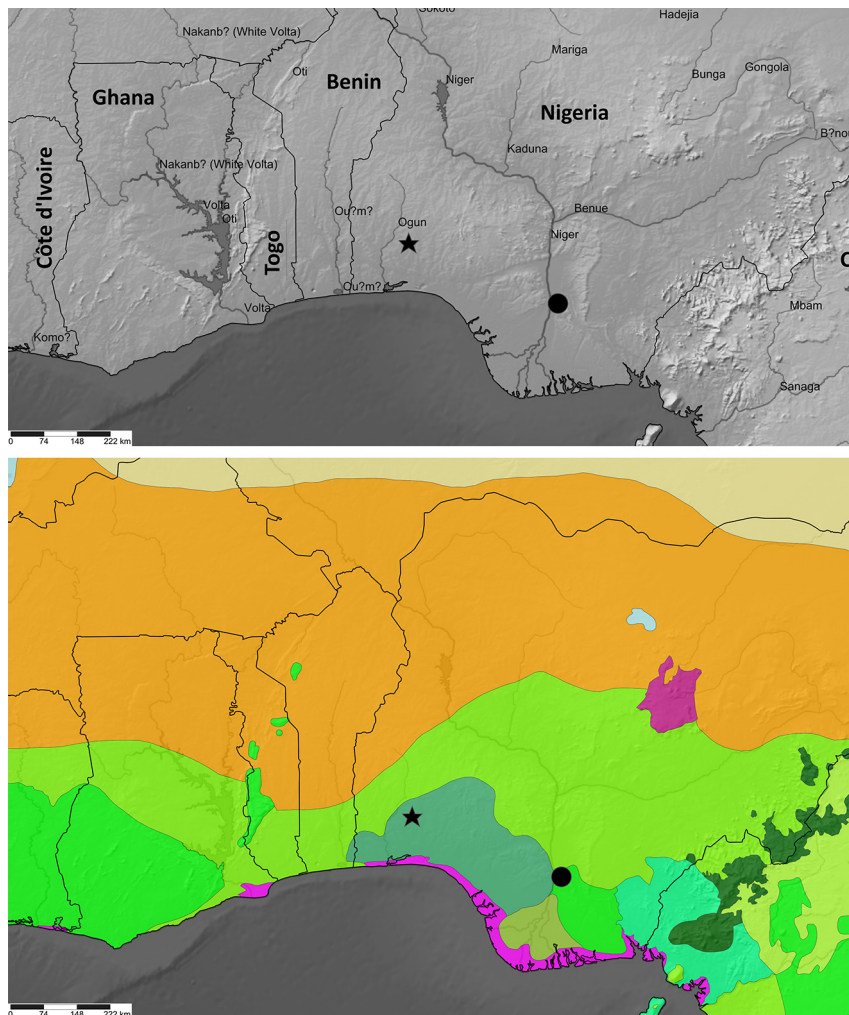 Sokoto
Hadjia
Nakanb? (White Volta)
Mariga
Oti
Benin
Niger
Bunga
Gongola
Ghana
Nigeria
B?nou
Kaduna
Côte d'Ivoire
Nakanb? (White Volta)
Volta
Oti
Ou?m?
Benue
Ogun
Niger
Togo
C
Ou?m?
Volta
Mbam
Komo?
Sanaga
0 74 148 222 km
0 74 148 222 km